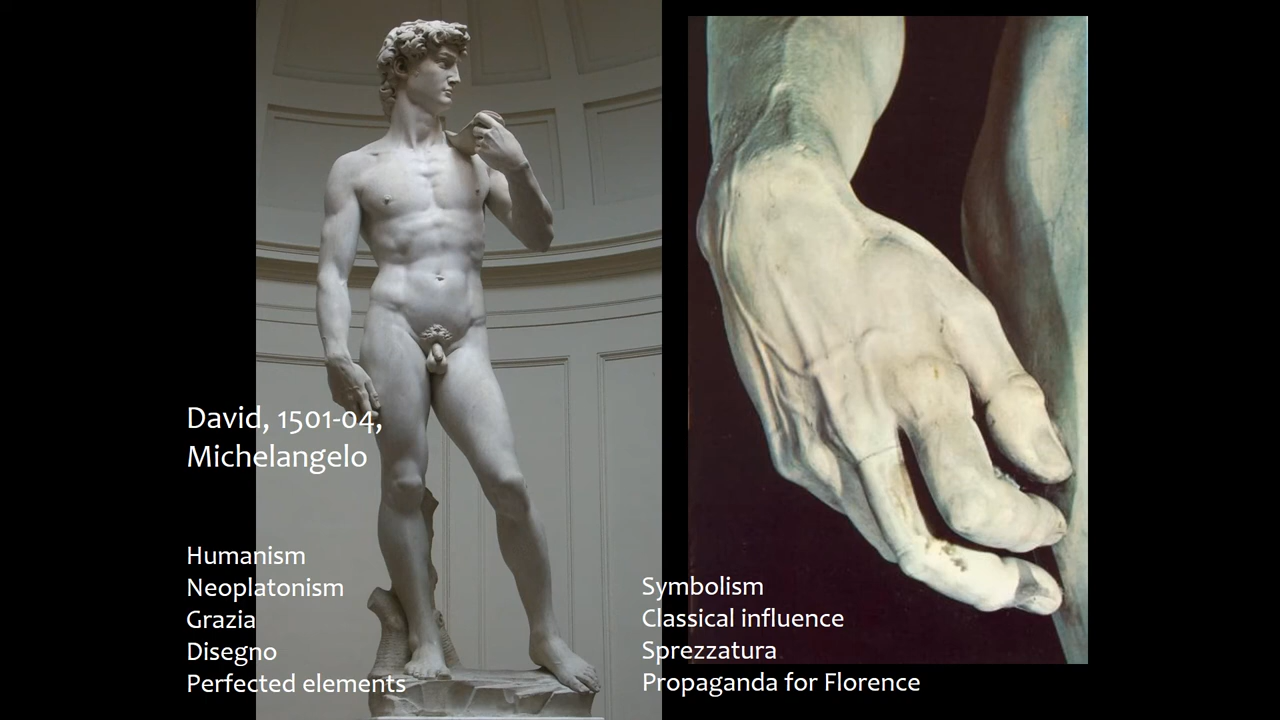 David, 1501-04,
Michelangelo
Humanism
Neoplatonism
Grazia
Disegno
Perfected elements
Symbolism
Classical influence
Sprezzatura
Propaganda for Florence